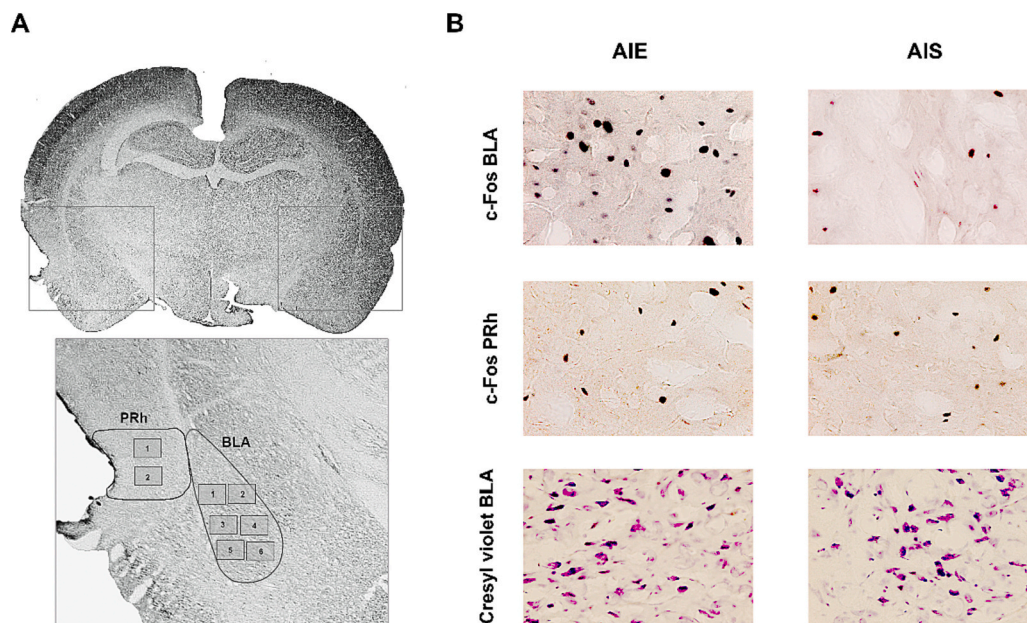 A
B
AIE
AIS
c-Fos BLA
c-Fos PRh
Cresyl violet BLA
PRh
BLA
1
2
1
2
3
4
5
6